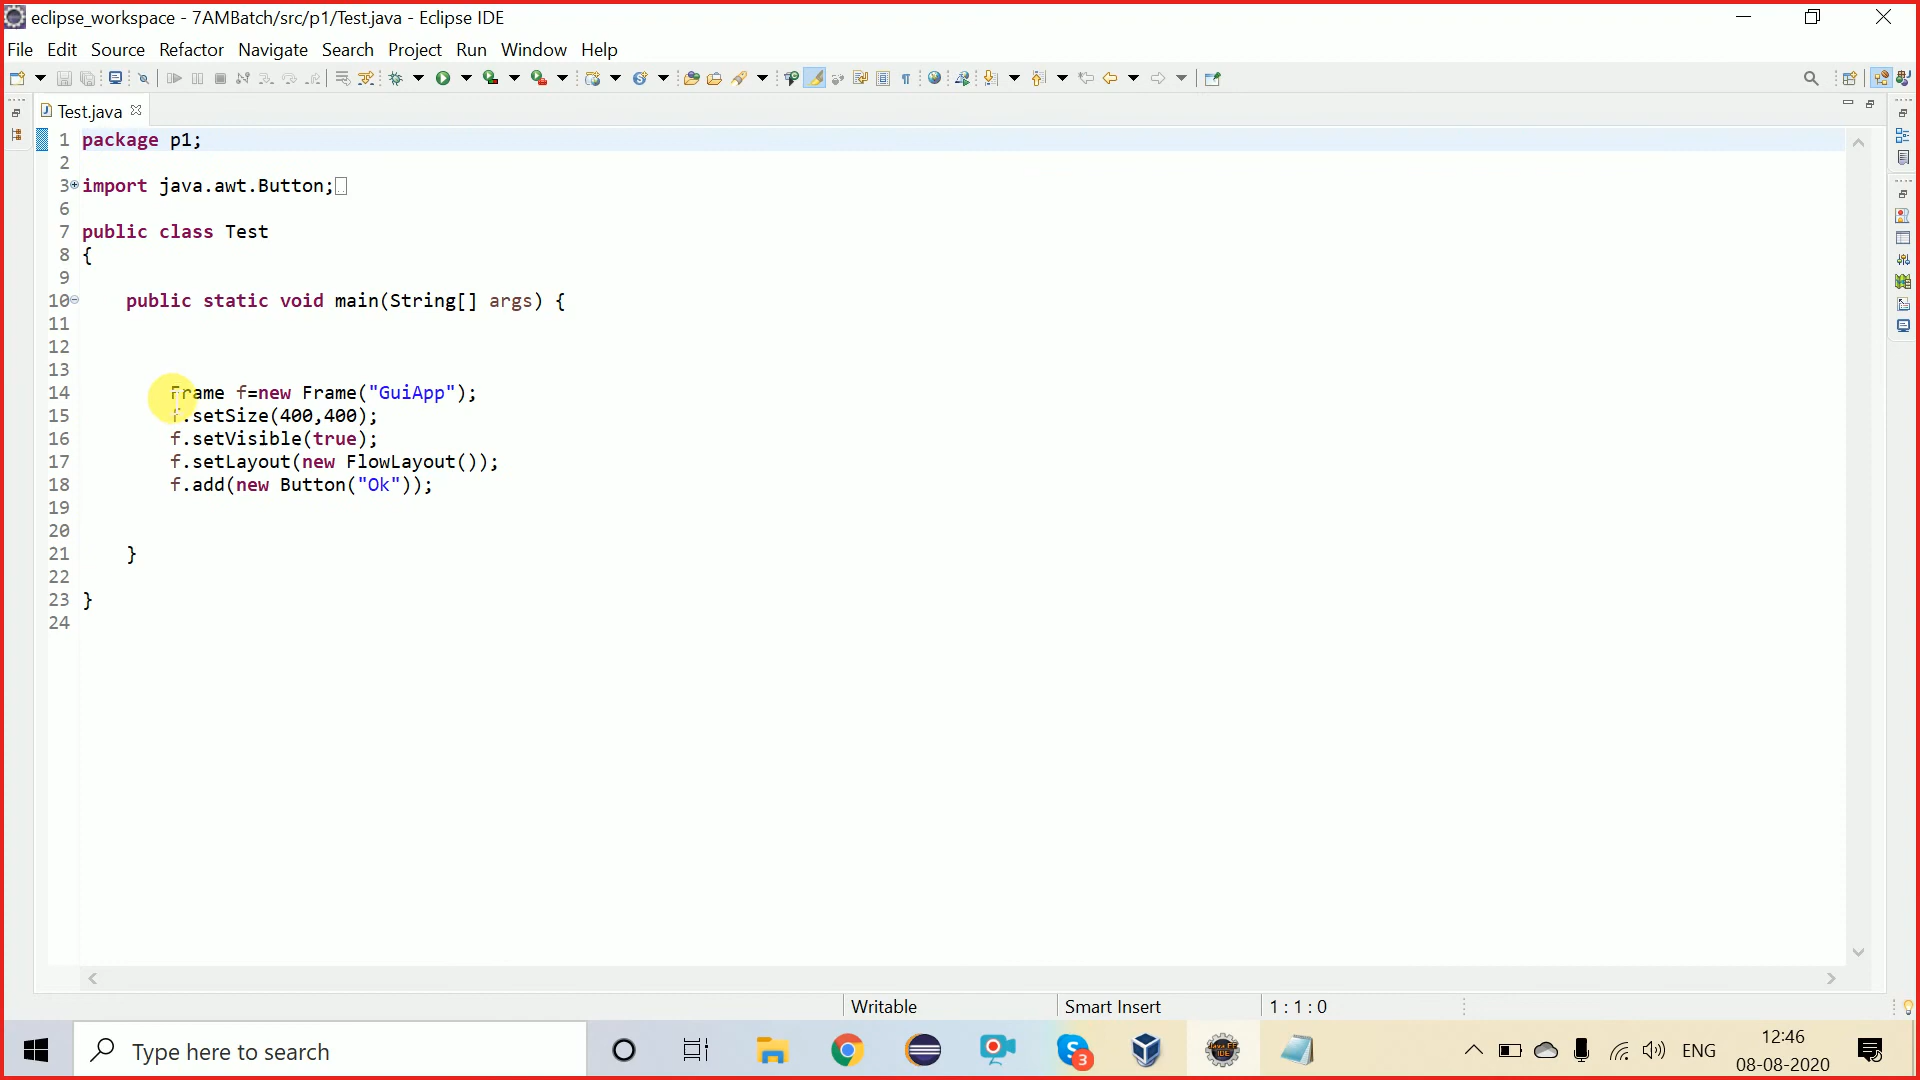 eclipse_workspace - 7AMBatch/src/p1/Test.java - Eclipse IDE
File Edit Source Refactor Navigate Search Project Run Window Help
Test.java
1 package p1;
2
3 import java.awt.Button;
6
7 public class Test
8 {
9
10 public static void main(String[] args) {
11
12
13
14 Frame f=new Frame("GuiApp");
15 f.setSize(400,400);
16 f.setVisible(true);
17 f.setLayout(new FlowLayout());
18 f.add(new Button("Ok"));
19
20
21 }
22
23 }
24
Writable Smart Insert 1 : 1 : 0
Type here to search 3 ENG 12:46
08-08-2020